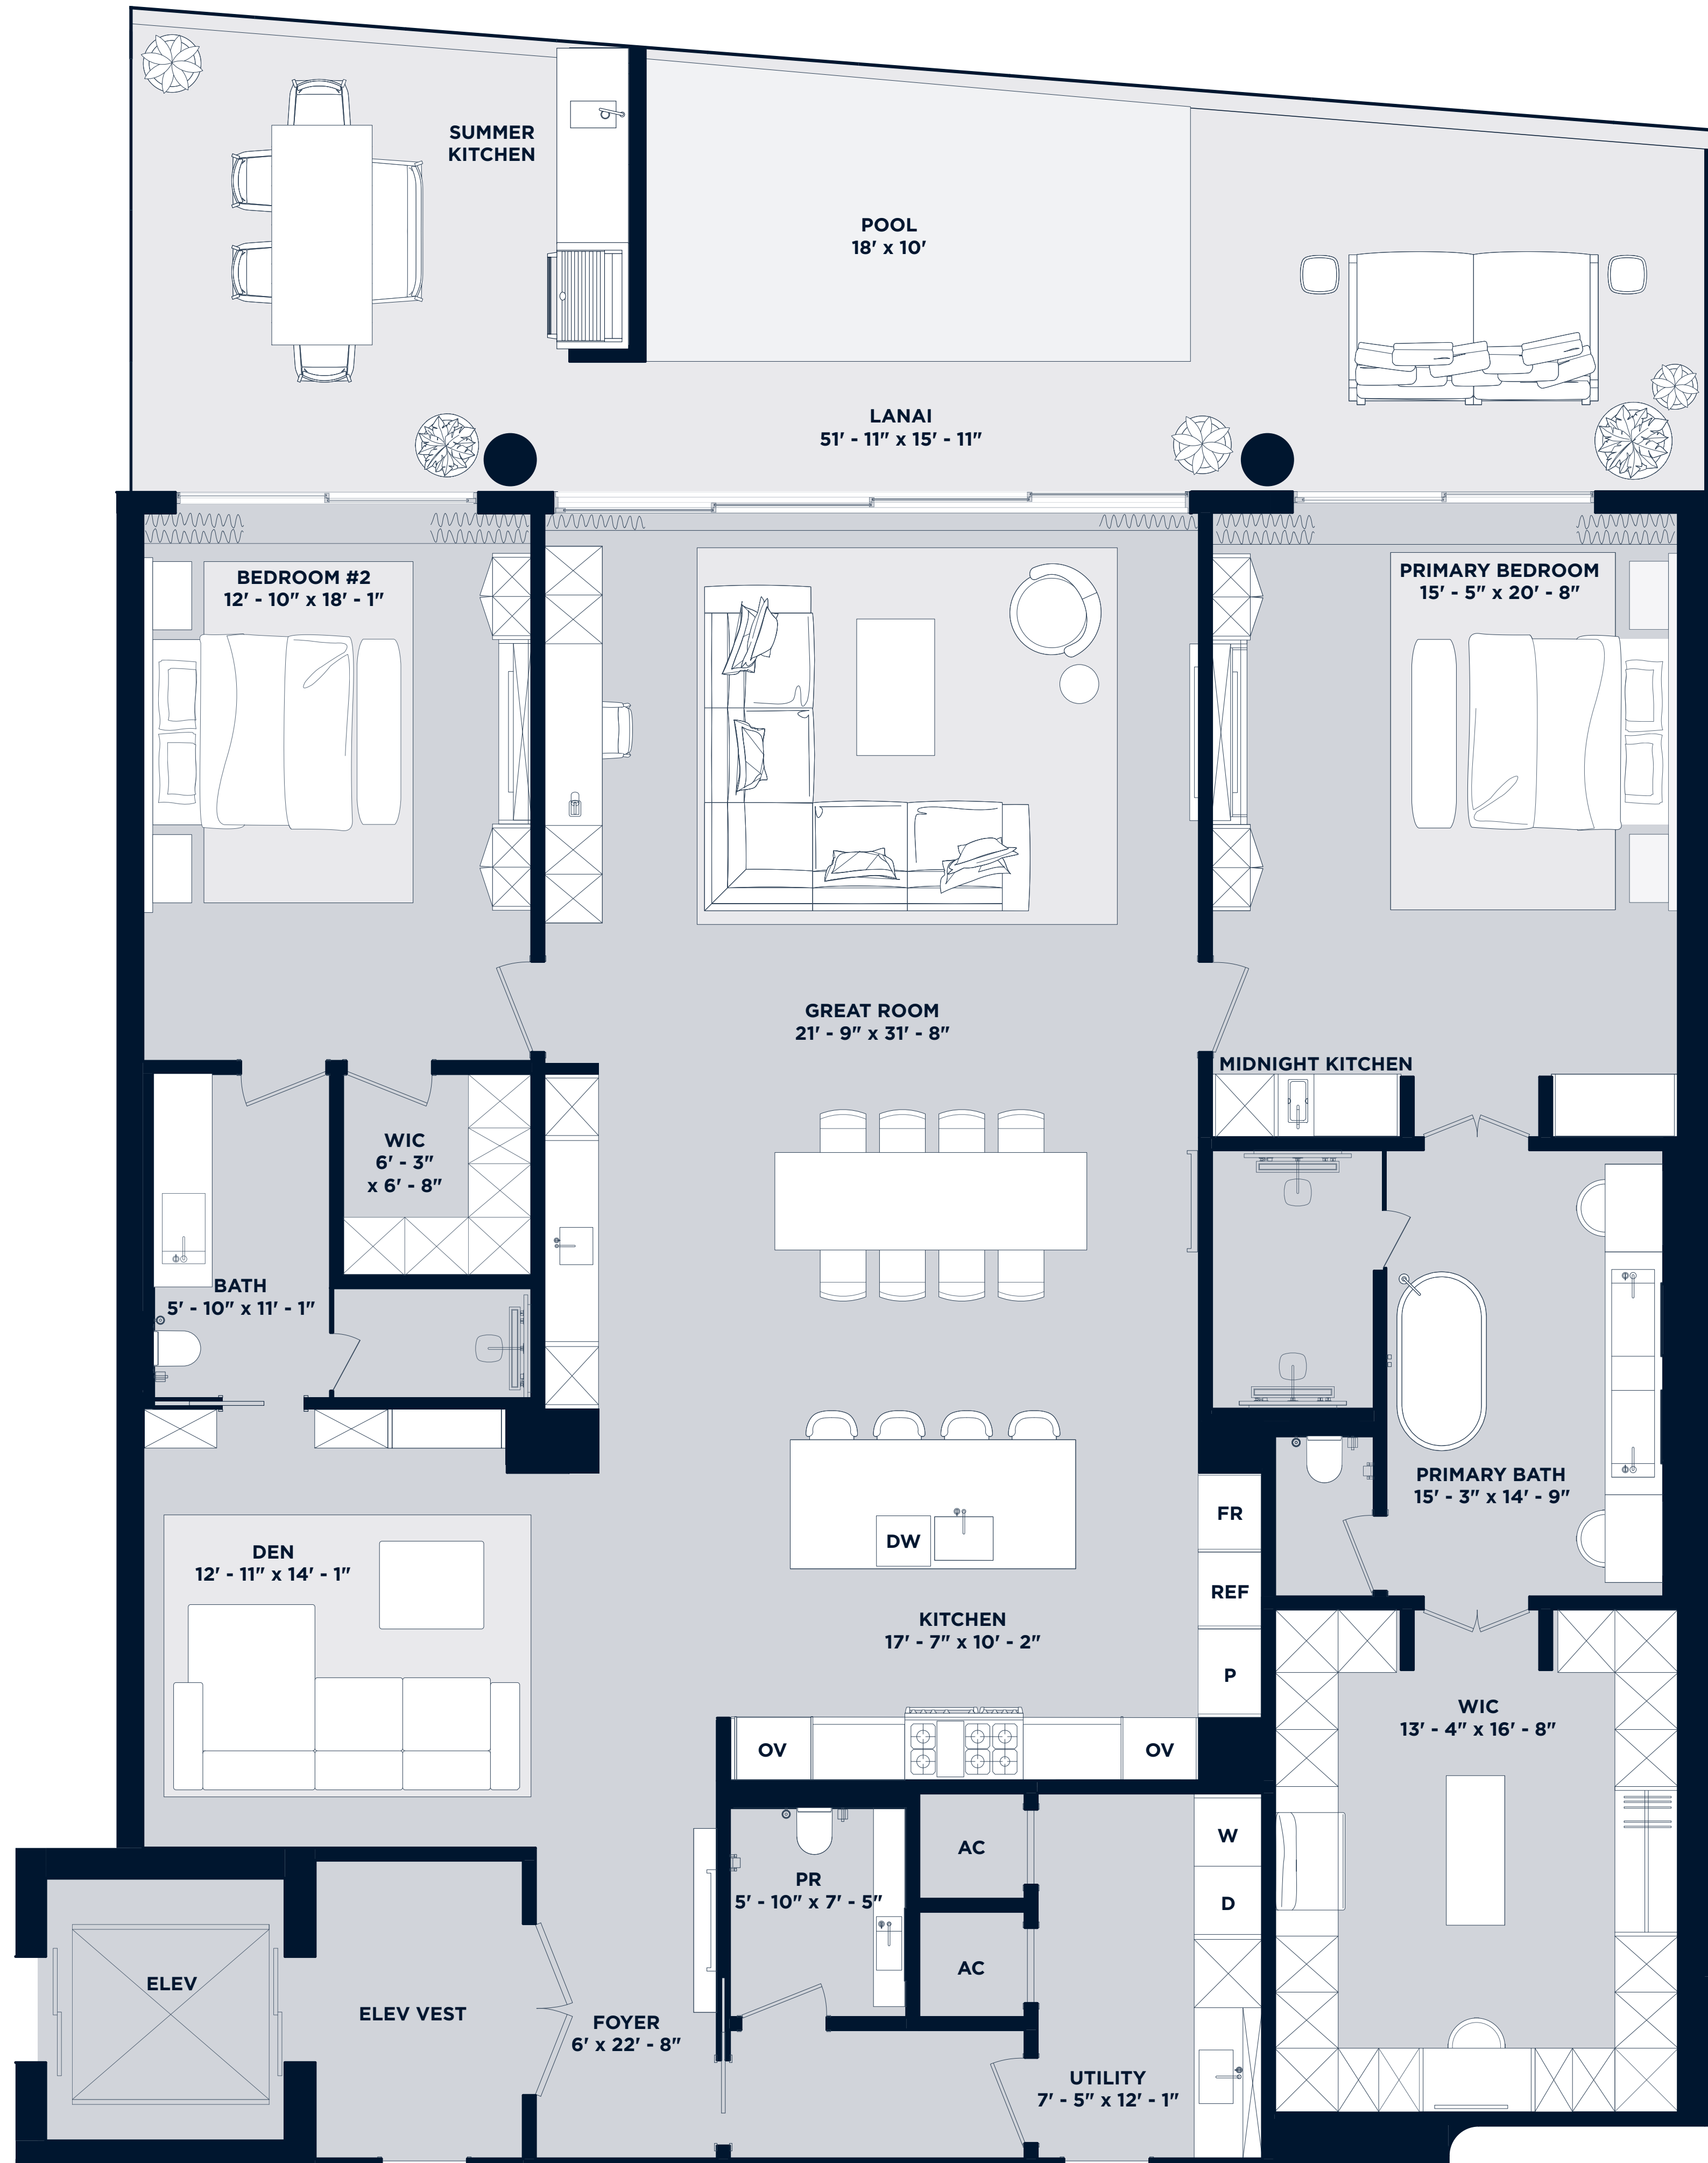 SUMMER
KITCHEN
POOL
18' x 10'
LANAI
51' - 11" x 15' - 11"
BEDROOM #2
12' - 10" x 18' - 1"
PRIMARY BEDROOM
15' - 5" x 20' - 8"
GREAT ROOM
21' - 9" x 31' - 8"
MIDNIGHT KITCHEN
WIC
6' - 3"
x 6' - 8"
BATH
5' - 10" x 11' - 1"
PRIMARY BATH
15' - 3" x 14' - 9"
FR
DW
DEN
12' - 11" x 14' - 1"
REF
KITCHEN
17' - 7" x 10' - 2"
P
WIC
13' - 4" x 16' - 8"
OV
OV
W
AC
PR
5' - 10" x 7' - 5"
D
AC
ELEV
ELEV VEST
FOYER
6' x 22' - 8"
UTILITY
7' - 5" x 12' - 1"